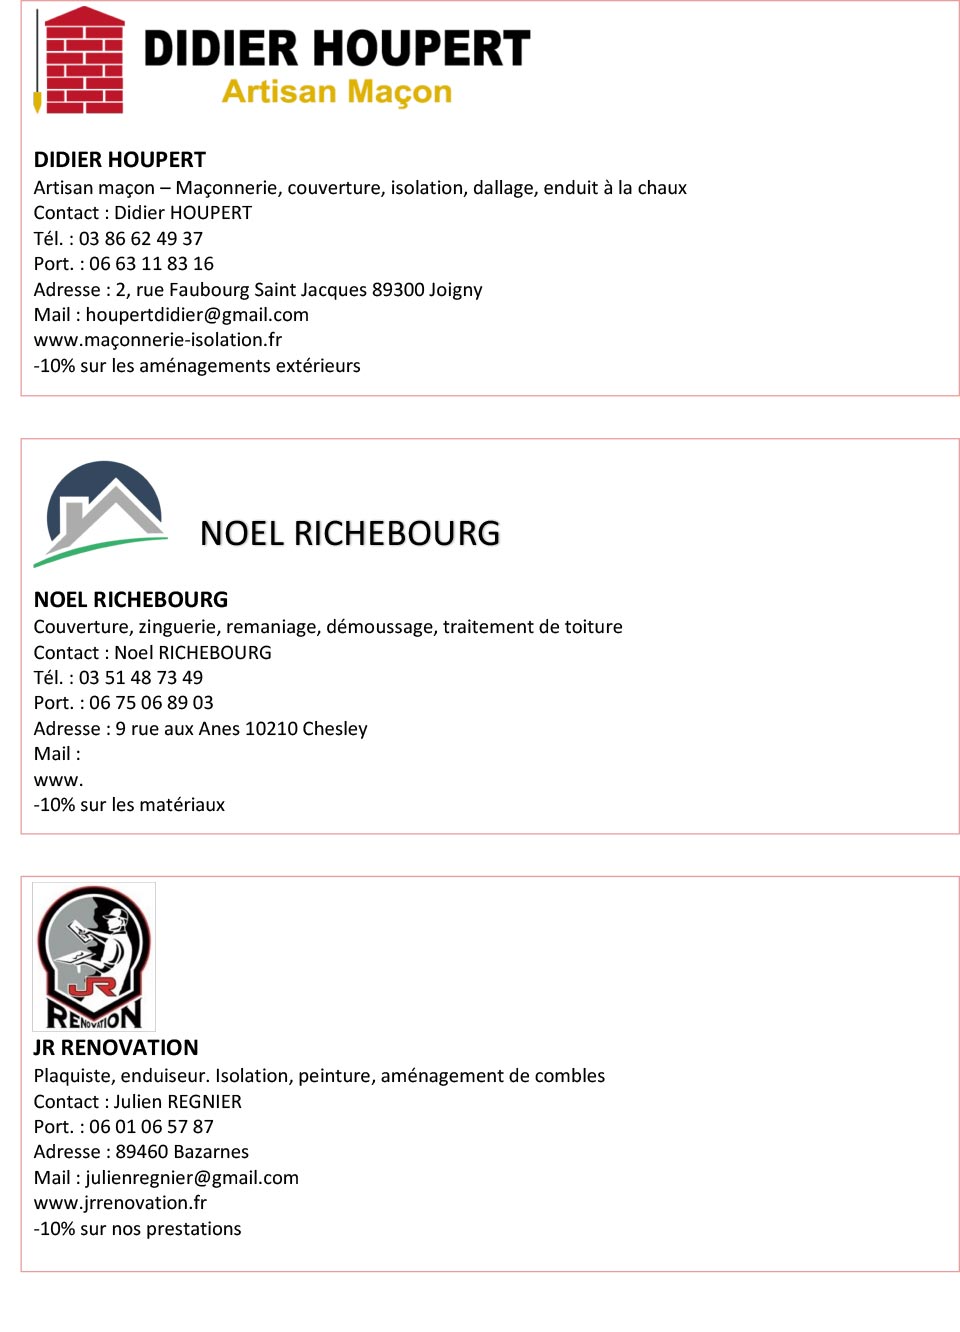 DIDIER HOUPERT
Artisan Maçon
DIDIER HOUPERT
Artisan maçon – Maçonnerie, couverture, isolation, dallage, enduit à la chaux
Contact : Didier HOUPERT
Tél. : 03 86 62 49 37
Port. : 06 63 11 83 16
Adresse : 2, rue Faubourg Saint Jacques 89300 Joigny
Mail : houpertdidier@gmail.com
www.maçonnerie-isolation.fr
-10% sur les aménagements extérieurs
NOEL RICHEBOURG
NOEL RICHEBOURG
Couverture, zinguerie, remaniage, démoussage, traitement de toiture
Contact : Noel RICHEBOURG
Tél. : 03 51 48 73 49
Port. : 06 75 06 89 03
Adresse : 9 rue aux Anes 10210 Chesley
Mail :
www.
-10% sur les matériaux
JR
RENOVATION
JR RENOVATION
Plaquiste, enduiseur. Isolation, peinture, aménagement de combles
Contact : Julien REGNIER
Port. : 06 01 06 57 87
Adresse : 89460 Bazarnes
Mail : julienregnier@gmail.com
www.jrrenovation.fr
-10% sur nos prestations